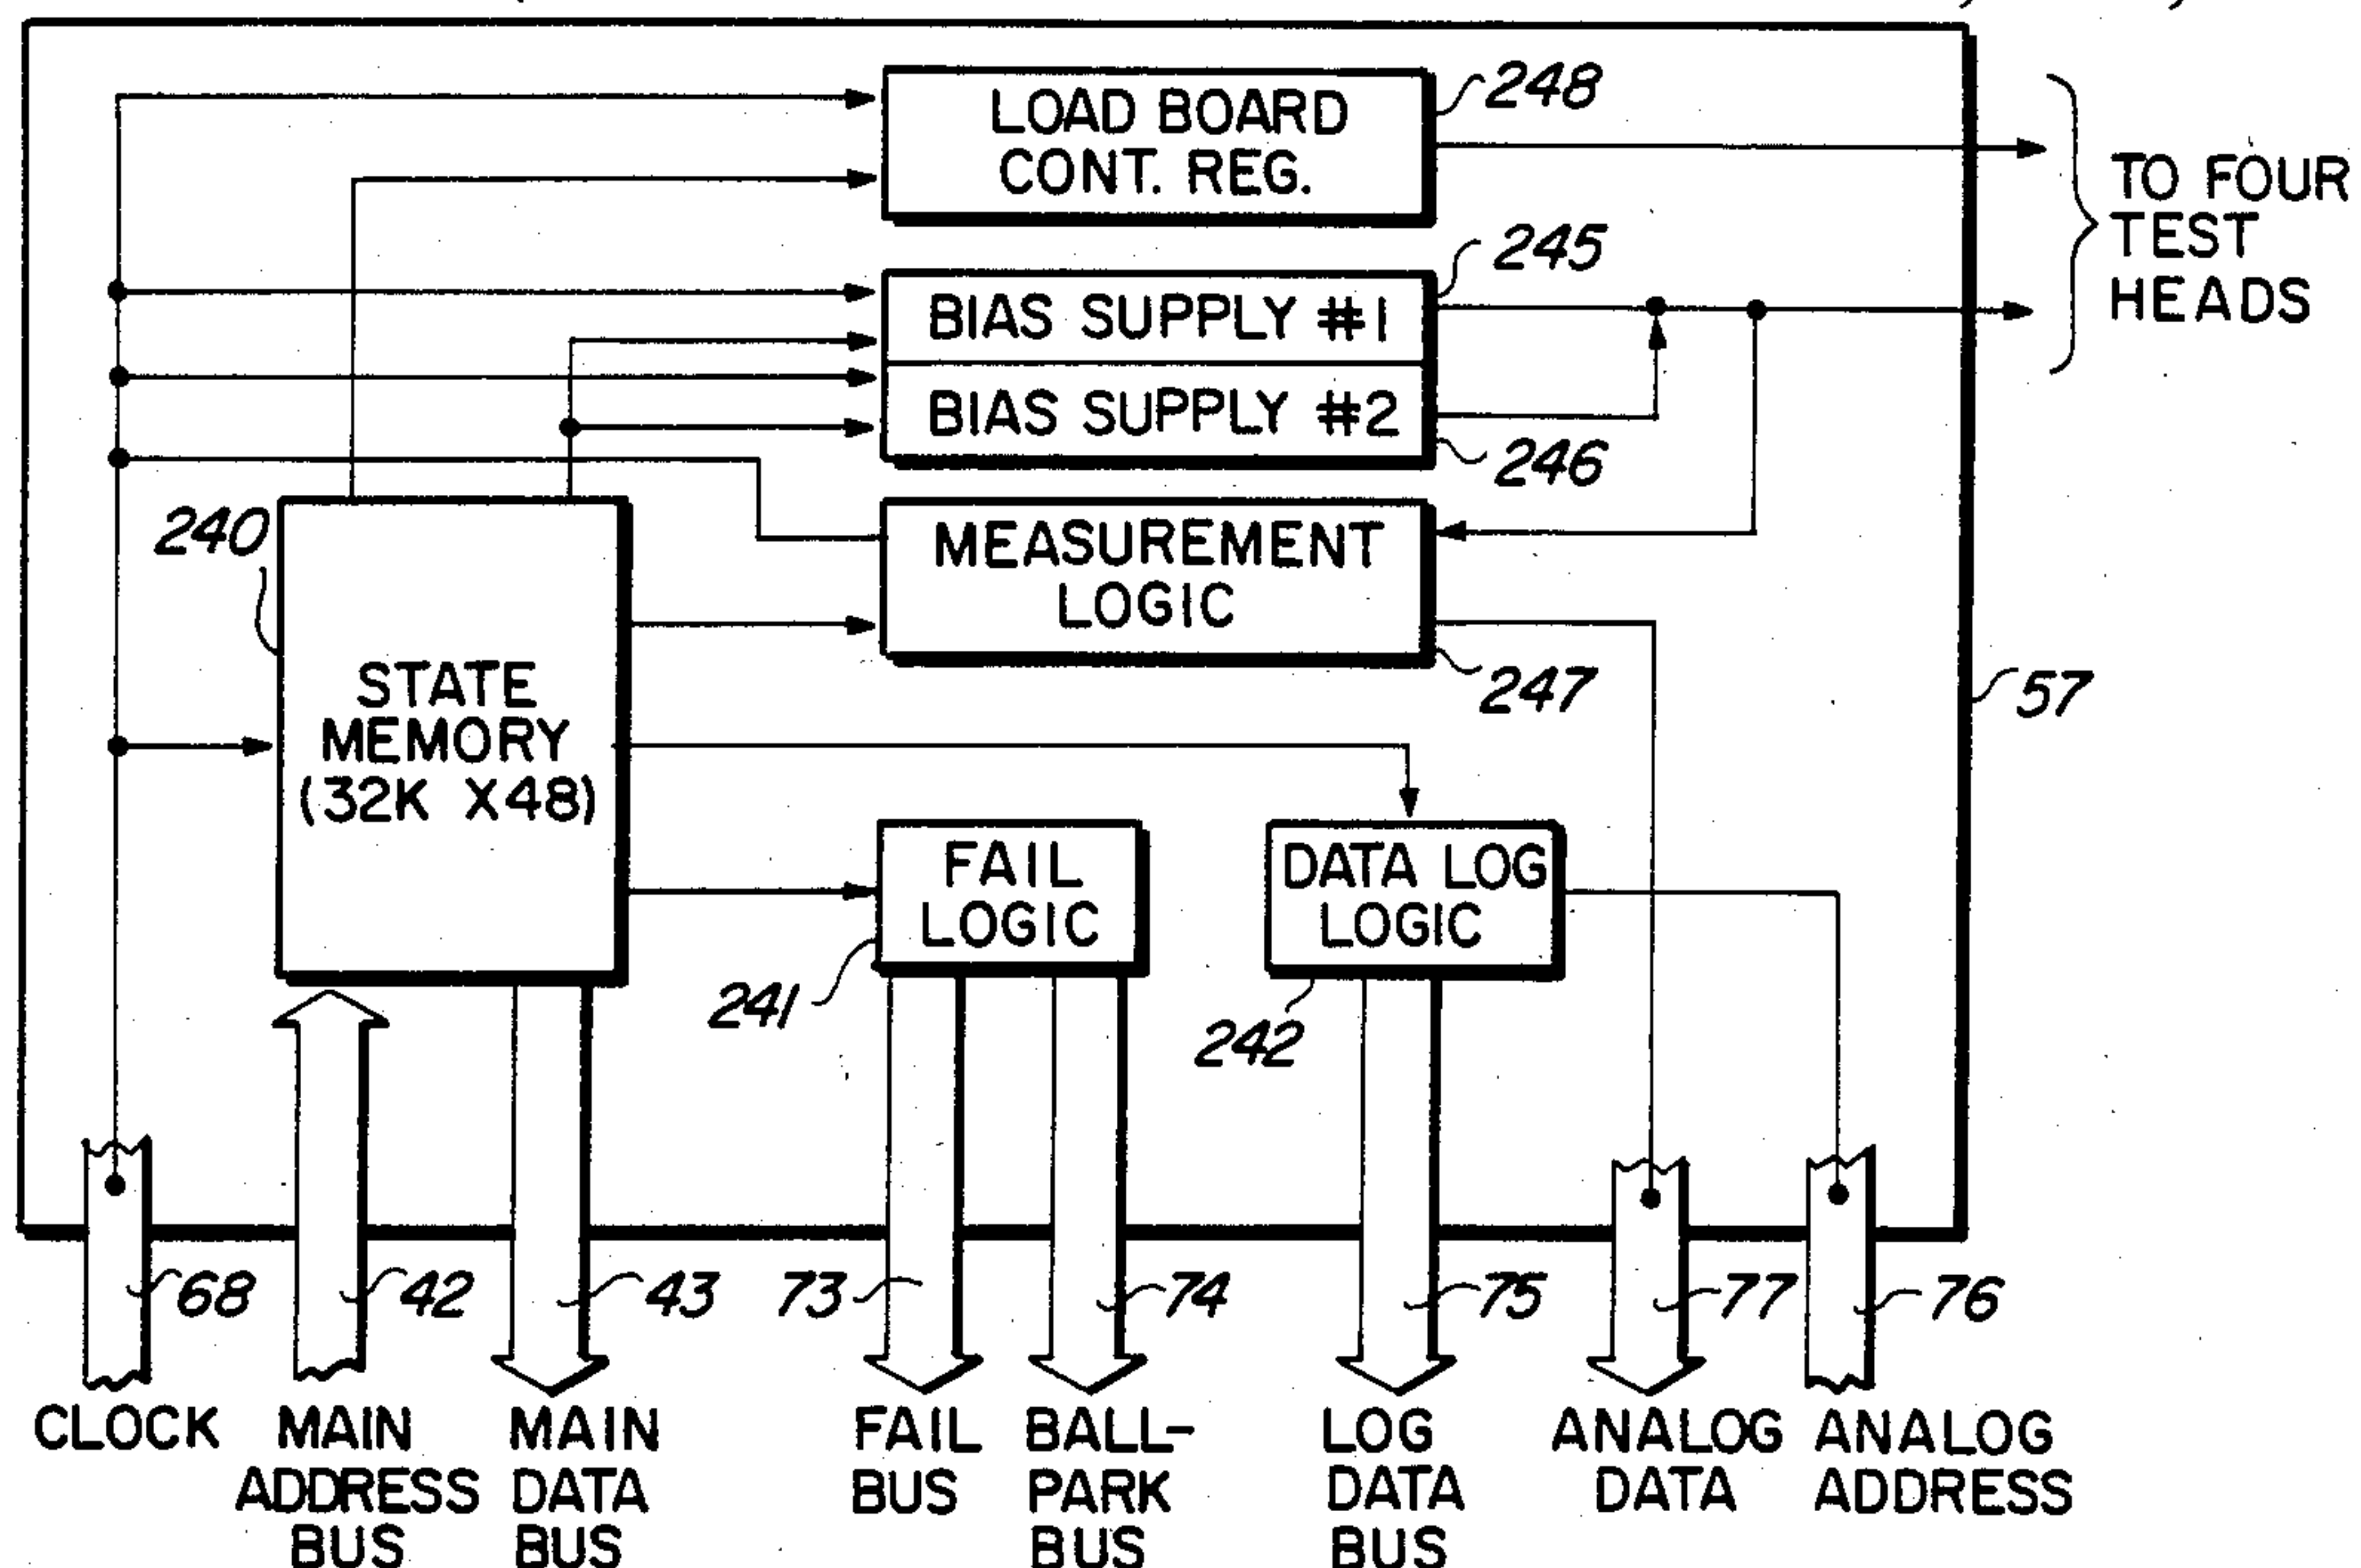 LOAD BOARD
CONT. REG.
248
TO FOUR
TEST
HEADS
245
BIAS SUPPLY #1
BIAS SUPPLY #2
246
240
MEASUREMENT
LOGIC
247
57
STATE
MEMORY
(32K X48)
FAIL
LOGIC
241
DATA LOG
LOGIC
242
68
42
43
73
74
75
77
76
CLOCK
MAIN
ADDRESS
BUS
MAIN
DATA
BUS
FAIL
BUS
BALL-
PARK
BUS
LOG
DATA
BUS
ANALOG
DATA
ANALOG
ADDRESS